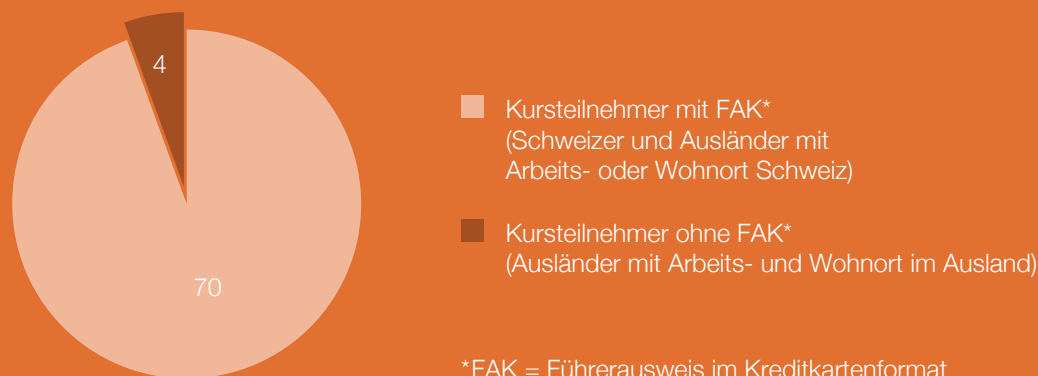 4
70
Kursteilnehmer mit FAK*
(Schweizer und Ausländer mit
Arbeits- oder Wohnort Schweiz)
Kursteilnehmer ohne FAK*
(Ausländer mit Arbeits- und Wohnort im Ausland)
*FAK = Führerausweis im Kreditkartenformat